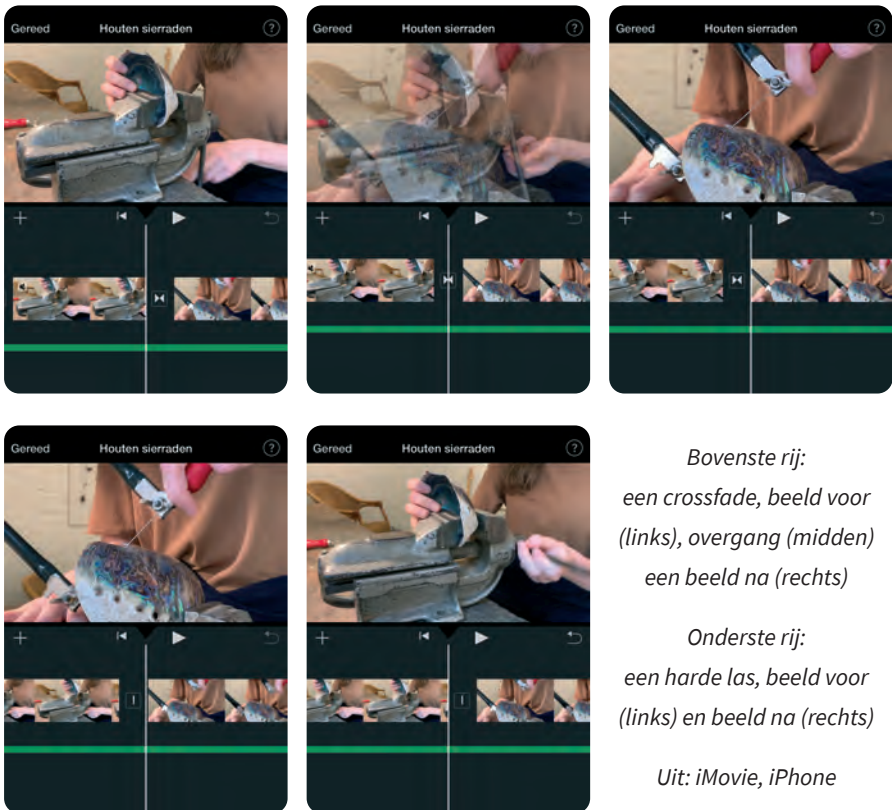 Gereed Houten sierraden ?
Gereed Houten sierraden ?
Gereed Houten sierraden ?
Gereed Houten sierraden ?
Gereed Houten sierraden ?
Bovenste rij:
een crossfade, beeld voor
(links), overgang (midden)
een beeld na (rechts)
Onderste rij:
een harde las, beeld voor
(links) en beeld na (rechts)
Uit: iMovie, iPhone